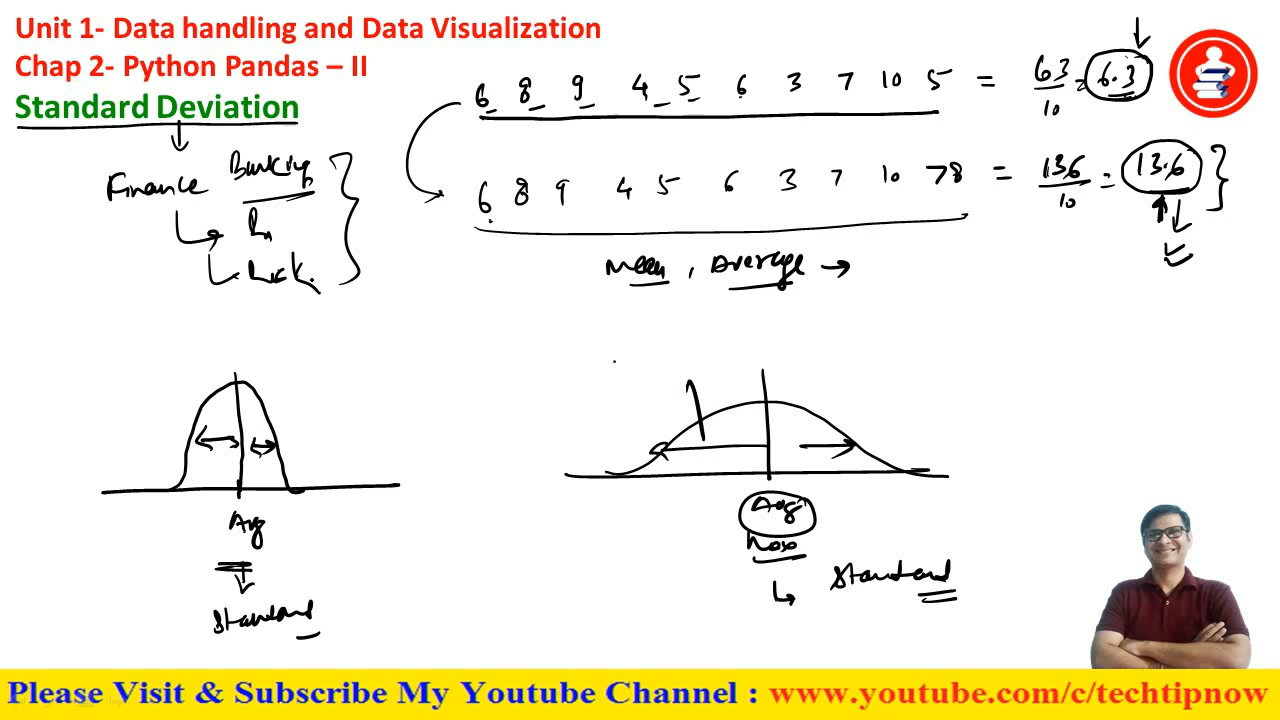 Unit 1- Data handling and Data Visualization
Chap 2- Python Pandas – II
Standard Deviation
6 8 9 4 5 6 3 7 10 5 = 63/10 = 6.3
Finance Banking
Risk.
6 8 9 4 5 6 3 7 10 78 = 136/10 = 13.6
Mean, Average →
Avg
Standard
Avg
Standard
Please Visit & Subscribe My Youtube Channel : www.youtube.com/c/techtipnow